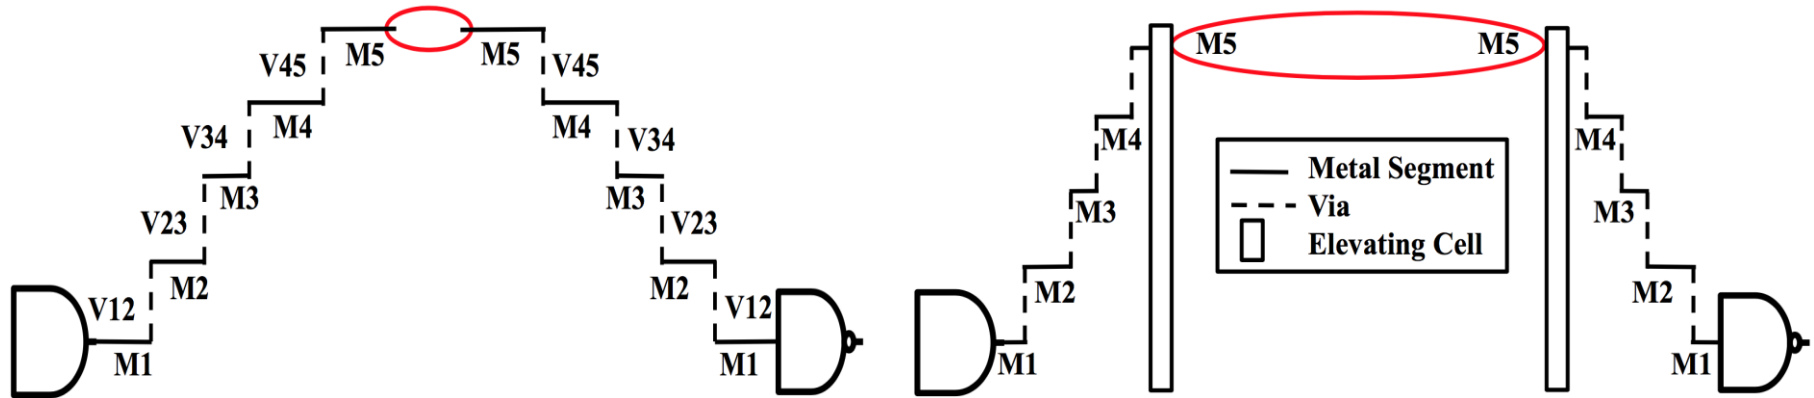 M5 M5
V45 V45
M4 M4
V34 V34
M3 M3
V23 V23
M2 M2
V12 V12
M1 M1
M5 M5
M4 M4
M3 M3
M2 M2
M1 M1
Metal Segment
Via
Elevating Cell